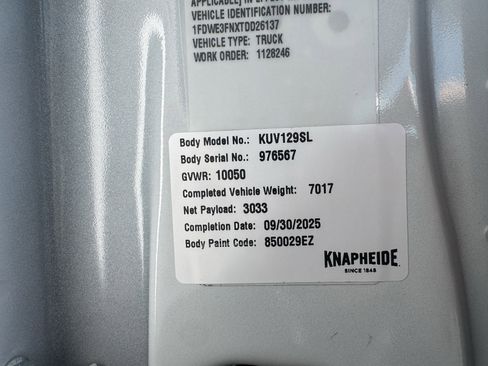 VEHICLE IDENTIFICATION NUMBER:
1FDWE3FNXTDD26137
VEHICLE TYPE: TRUCK
WORK ORDER: 1128246
Body Model No.: KUV129SL
Body Serial No.: 976567
GVWR: 10050
Completed Vehicle Weight: 7017
Net Payload: 3033
Completion Date: 09/30/2025
Body Paint Code: 850029EZ
KNAPHEIDE
SINCE 1848